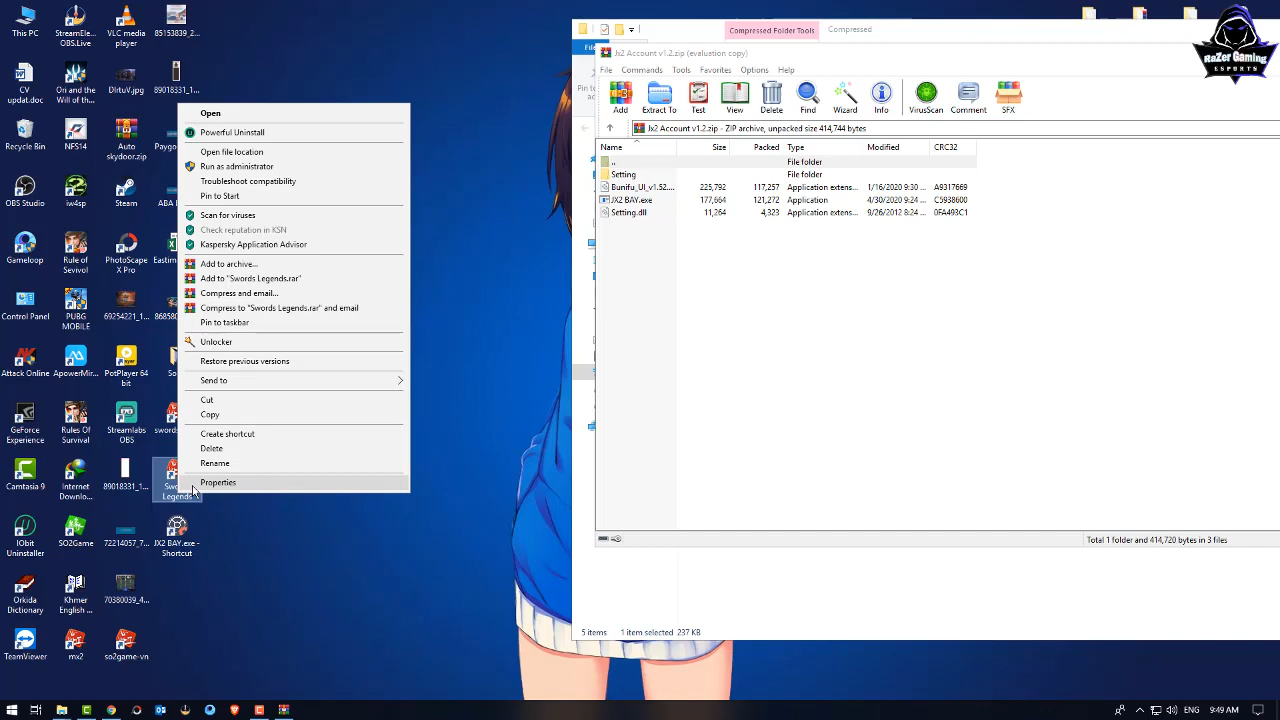 This PC
StreamEle...
OBS.Live
VLC media
player
83153839_2...
CV
updat.doc
Ori and the
Will of th...
DirtuV.jpg
89018331_1...
Recycle Bin
NFS14
Auto
skydoor.zip
Paygo
OBS Studio
Steam
ABA B
Gameloop
Rule of
Sevivol
PhotoScape
X Pro
Eastim
Control Panel
PUBG
MOBILE
69254221_1...
868580
Attack Online
ApowerMir...
PotPlayer 64
bit
So
GeForce
Experience
Rules Of
Survival
Streamlabs
OBS
swords
Camtasia 9
Internet
Downlo...
89018331_1...
Swo
Legends
IObit
Uninstaller
SO2Game
72214057_7...
JX2 BAY.exe -
Shortcut
Orkida
Dictionary
Khmer
English ...
70380039_4...
TeamViewer
mx2
so2game-vn
Open
Powerful Uninstall
Open file location
Run as administrator
Troubleshoot compatibility
Pin to Start
Scan for viruses
Check reputation in KSN
Kaspersky Application Advisor
Add to archive...
Add to "Swords Legends.rar"
Compress and email...
Compress to "Swords Legends.rar" and email
Pin to taskbar
Unlocker
Restore previous versions
Send to
Cut
Copy
Create shortcut
Delete
Rename
Properties
Compressed Folder Tools
Compressed
File
Jx2 Account v1.2.zip (evaluation copy)
File Commands Tools Favorites Options Help
Add Extract To Test View Delete Find Wizard Info VirusScan Comment SFX
Jx2 Account v1.2.zip - ZIP archive, unpacked size 414,744 bytes
Name Size Packed Type Modified CRC32
.. File folder
Setting File folder
Bunifu_UI_v1.52.... 225,792 117,257 Application extens... 1/16/2020 9:30 ... A9317669
JX2 BAY.exe 177,664 121,272 Application 4/30/2020 9:24 ... C5938600
Setting.dll 11,264 4,323 Application extens... 9/26/2012 8:24 ... 0FA493C1
Total 1 folder and 414,720 bytes in 3 files
5 items 1 item selected 237 KB
RaZer Gaming
ESPORTS
ENG 9:49 AM